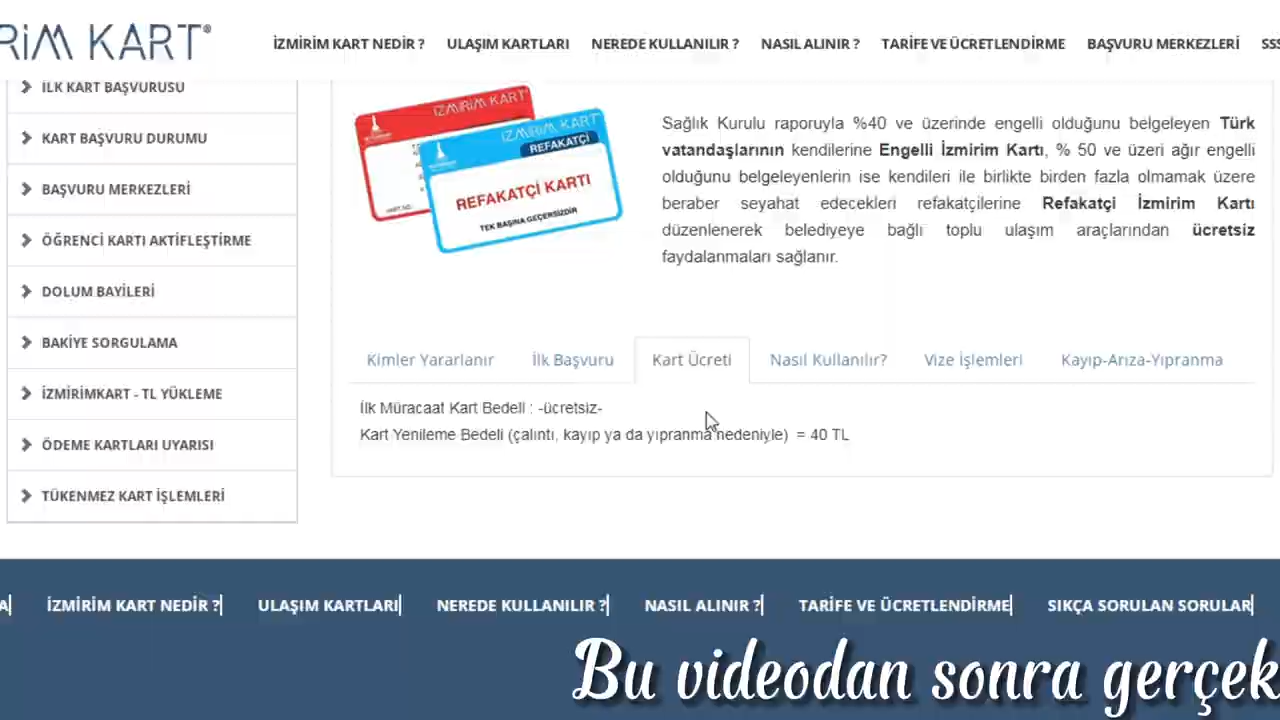 RİM KART®
İZMİRİM KART NEDİR ? ULAŞIM KARTLARI NEREDE KULLANILIR ? NASIL ALINIR ? TARİFE VE ÜCRETLENDİRME BAŞVURU MERKEZLERİ SSS
İLK KART BAŞVURUSU
KART BAŞVURU DURUMU
BAŞVURU MERKEZLERİ
ÖĞRENCİ KARTI AKTİFLEŞTİRME
DOLUM BAYİLERİ
BAKİYE SORGULAMA
İZMİRİMKART - TL YÜKLEME
ÖDEME KARTLARI UYARISI
TÜKENMEZ KART İŞLEMLERİ
İZMİRİM KART
İZMİRİM KART
REFAKATÇİ
REFAKATÇİ KARTI
TEK BAŞINA GEÇERSİZDİR
Sağlık Kurulu raporuyla %40 ve üzerinde engelli olduğunu belgeleyen Türk
vatandaşlarının kendilerine Engelli İzmirim Kartı, % 50 ve üzeri ağır engelli
olduğunu belgeleyenlerin ise kendileri ile birlikte birden fazla olmamak üzere
beraber seyahat edecekleri refakatçilerine Refakatçi İzmirim Kartı
düzenlenerek belediyeye bağlı toplu ulaşım araçlarından ücretsiz
faydalanmaları sağlanır.
Kimler Yararlanır İlk Başvuru Kart Ücreti Nasıl Kullanılır? Vize İşlemleri Kayıp-Arıza-Yıpranma
İlk Müracaat Kart Bedeli : -ücretsiz-
Kart Yenileme Bedeli (çalıntı, kayıp ya da yıpranma nedeniyle) = 40 TL
A| İZMİRİM KART NEDİR ?| ULAŞIM KARTLARI| NEREDE KULLANILIR ?| NASIL ALINIR ?| TARİFE VE ÜCRETLENDİRME| SIKÇA SORULAN SORULAR|
Bu videodan sonra gerçek